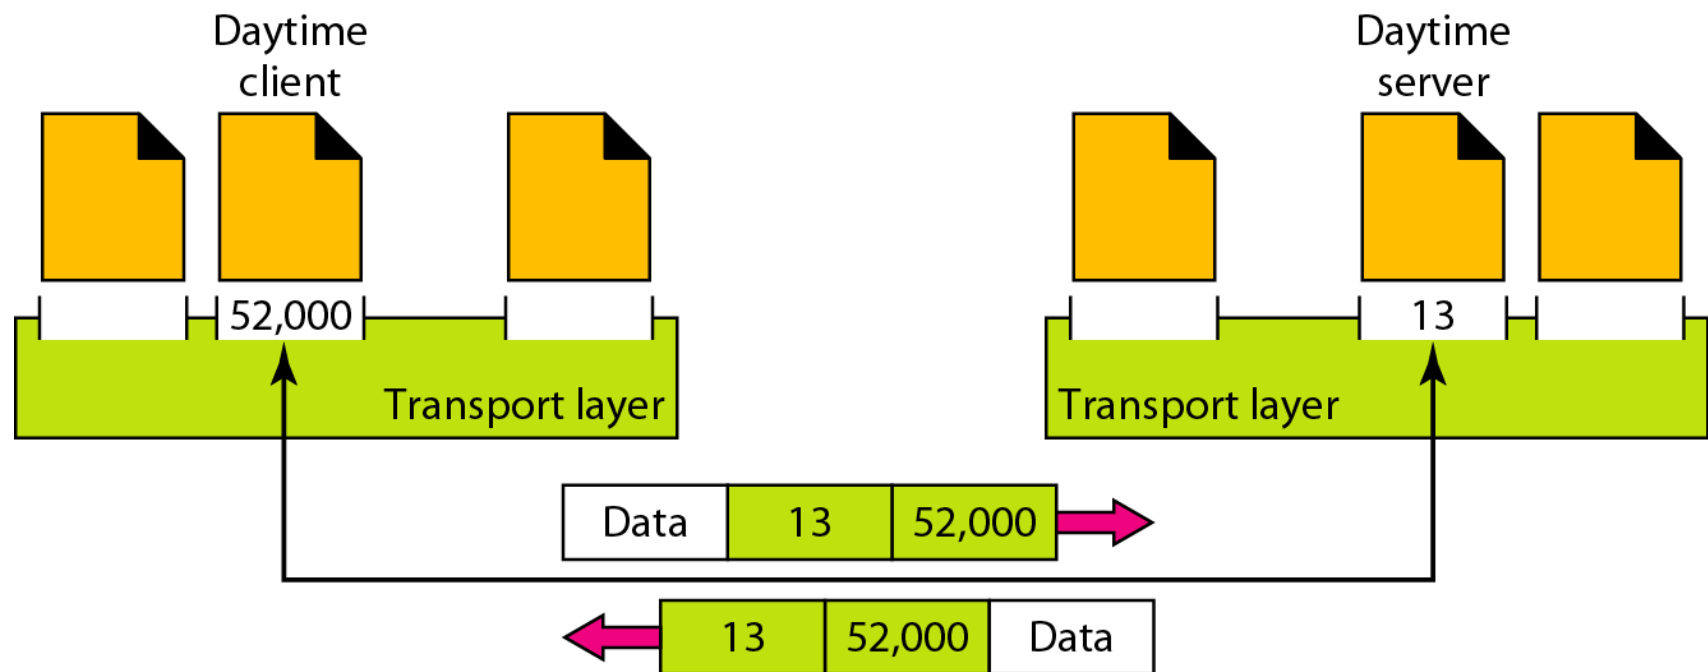 Daytime
client
Daytime
server
52,000
13
Transport layer
Transport layer
Data 13 52,000
13 52,000 Data